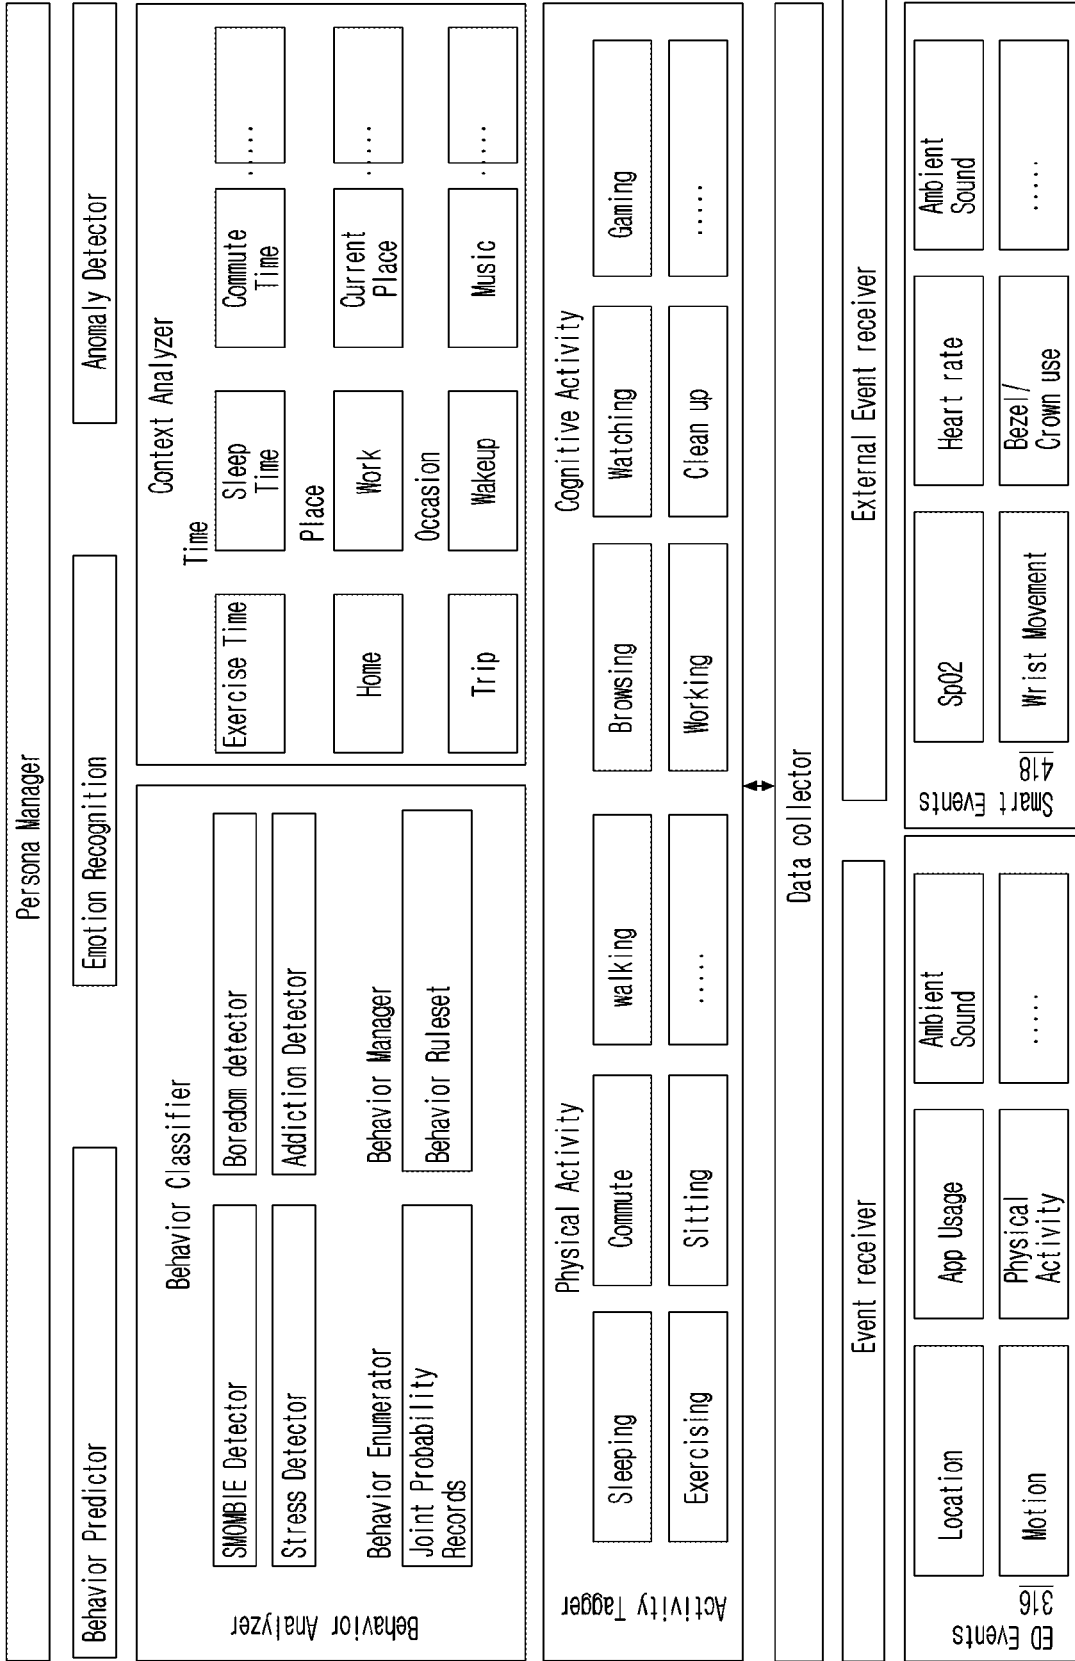 Persona Manager
Behavior Predictor
Emotion Recognition
Anomaly Detector
Behavior Analyzer
Behavior Classifier
SMOMBIE Detector
Boredom detector
Stress Detector
Addiction Detector
Behavior Enumerator
Joint Probability
Records
Behavior Manager
Behavior Ruleset
Context Analyzer
Time
Exercise Time
Sleep
Time
Commute
Time
.....
Place
Home
Work
Current
Place
.....
Occasion
Trip
Wakeup
Music
.....
Activity Tagger
Physical Activity
Sleeping
Commute
walking
Exercising
Sitting
.....
Cognitive Activity
Browsing
Watching
Gaming
Working
Clean up
.....
Data collector
Event receiver
External Event receiver
ED Events
316
Location
App Usage
Ambient
Sound
Motion
Physical
Activity
.....
Smart Events
418
SpO2
Heart rate
Ambient
Sound
Wrist Movement
Bezel/
Crown use
.....